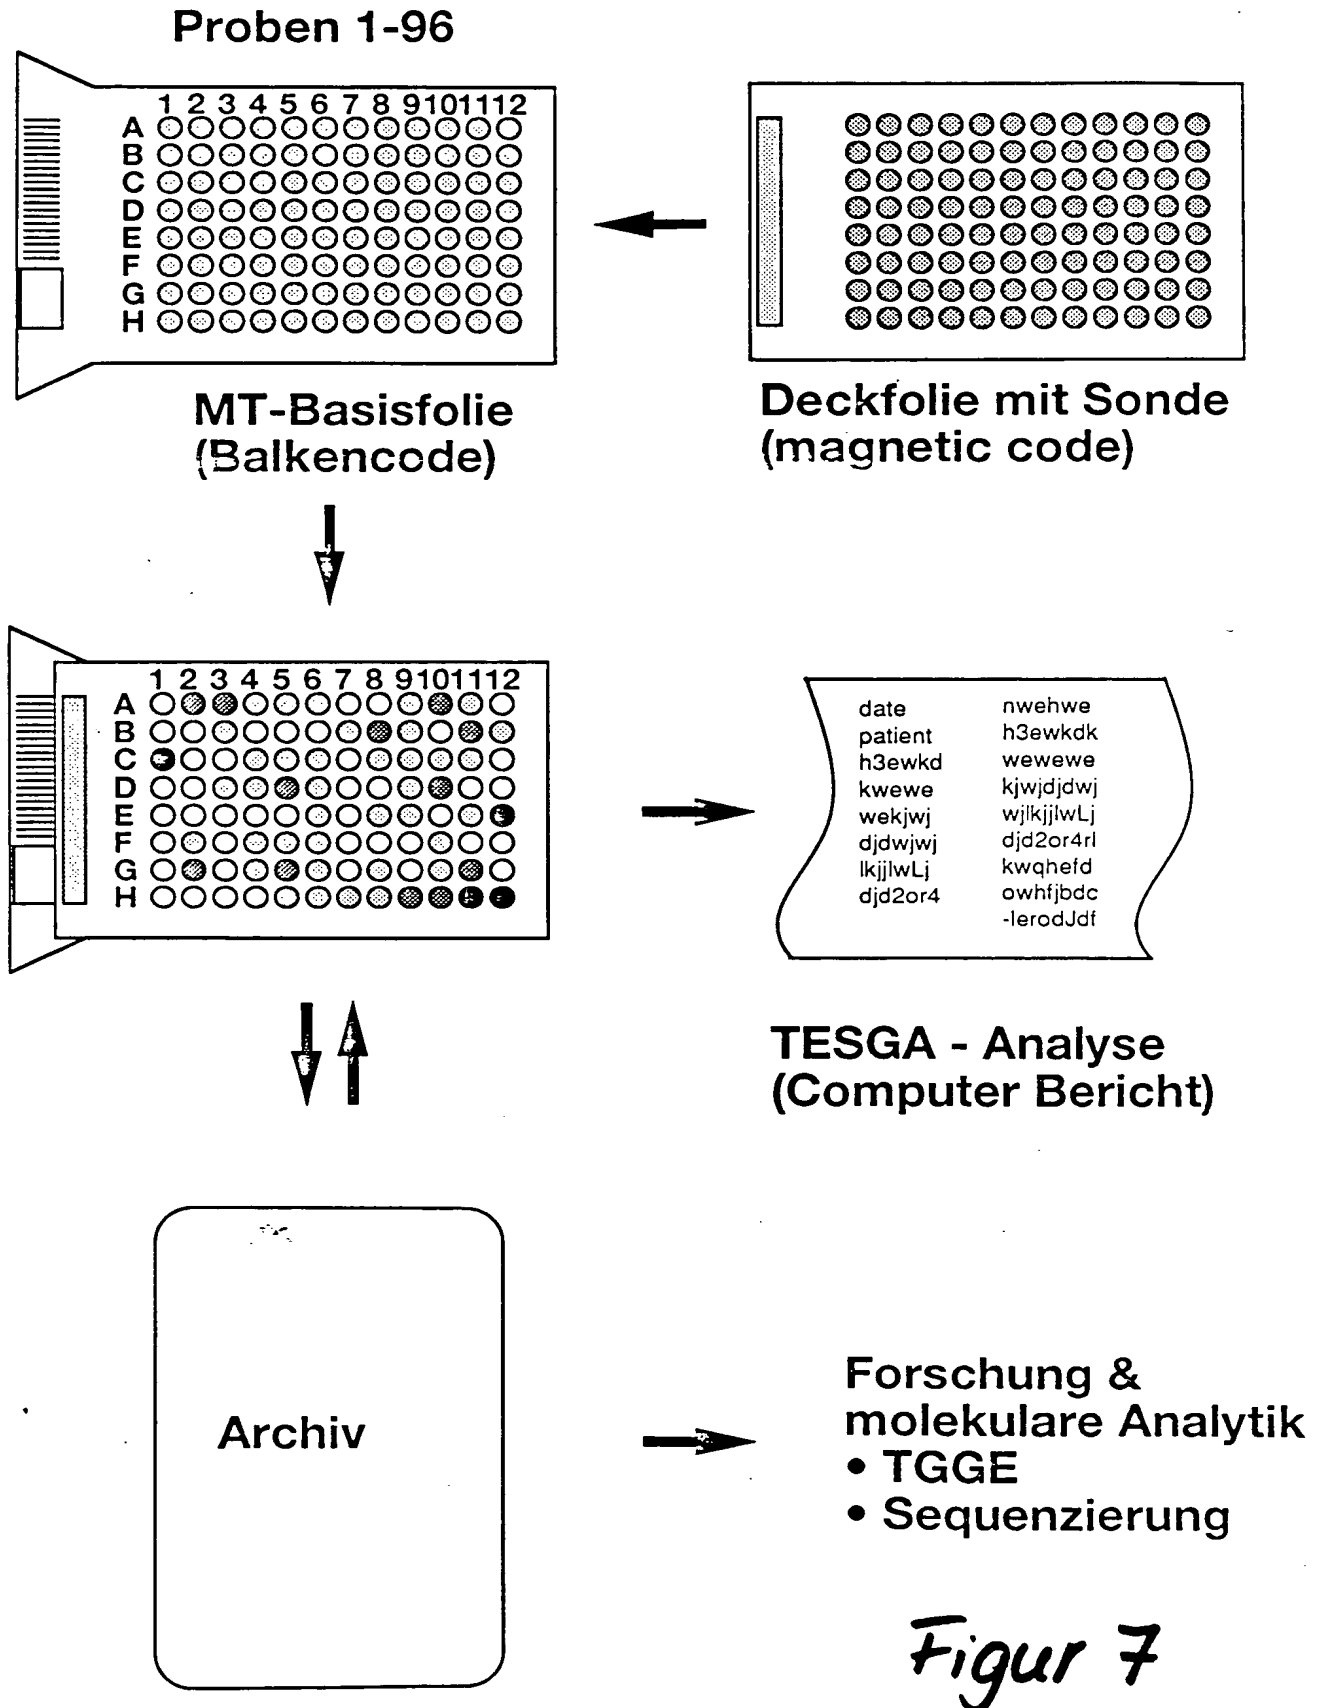 Proben 1-96
1 2 3 4 5 6 7 8 9 10 11 12
A
B
C
D
E
F
G
H
MT-Basisfolie
(Balkencode)
Deckfolie mit Sonde
(magnetic code)
1 2 3 4 5 6 7 8 9 10 11 12
A
B
C
D
E
F
G
H
date
patient
h3ewkd
kwewe
wekjwj
djdwjwj
lkjjlwLj
djd2or4
nwehwe
h3ewkdk
wewewe
kjwjdjdwj
wjlkjjlwLj
djd2or4rl
kwqhefd
owhfjbdc
-lerodJdf
TESGA - Analyse
(Computer Bericht)
Archiv
Forschung &
molekulare Analytik
• TGGE
• Sequenzierung
Figur 7